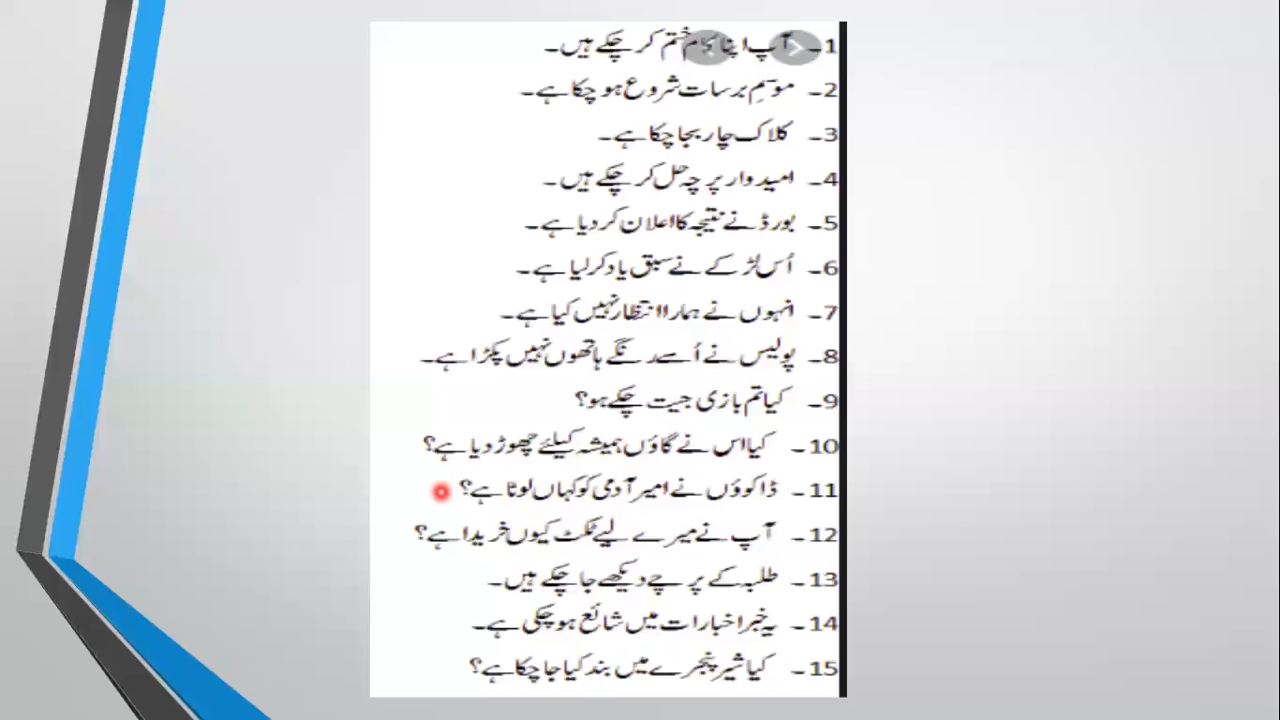 1۔ آپ اپنا کام ختم کر چکے ہیں۔
2۔ موسمِ برسات شروع ہو چکا ہے۔
3۔ کلاک چار بجا چکا ہے۔
4۔ امیدوار پرچہ حل کر چکے ہیں۔
5۔ بورڈ نے نتیجہ کا اعلان کر دیا ہے۔
6۔ اُس لڑکے نے سبق یاد کر لیا ہے۔
7۔ انہوں نے ہمارا انتظار نہیں کیا ہے۔
8۔ پولیس نے اُسے رنگے ہاتھوں نہیں پکڑا ہے۔
9۔ کیا تم بازی جیت چکے ہو؟
10۔ کیا اس نے گاؤں ہمیشہ کیلئے چھوڑ دیا ہے؟
11۔ ڈاکوؤں نے امیر آدمی کو کہاں لوٹا ہے؟
12۔ آپ نے میرے لیے ٹکٹ کیوں خریدا ہے؟
13۔ طلبہ کے پرچے دیکھے جا چکے ہیں۔
14۔ یہ خبر اخبارات میں شائع ہو چکی ہے۔
15۔ کیا شیر پنجرے میں بند کیا جا چکا ہے؟